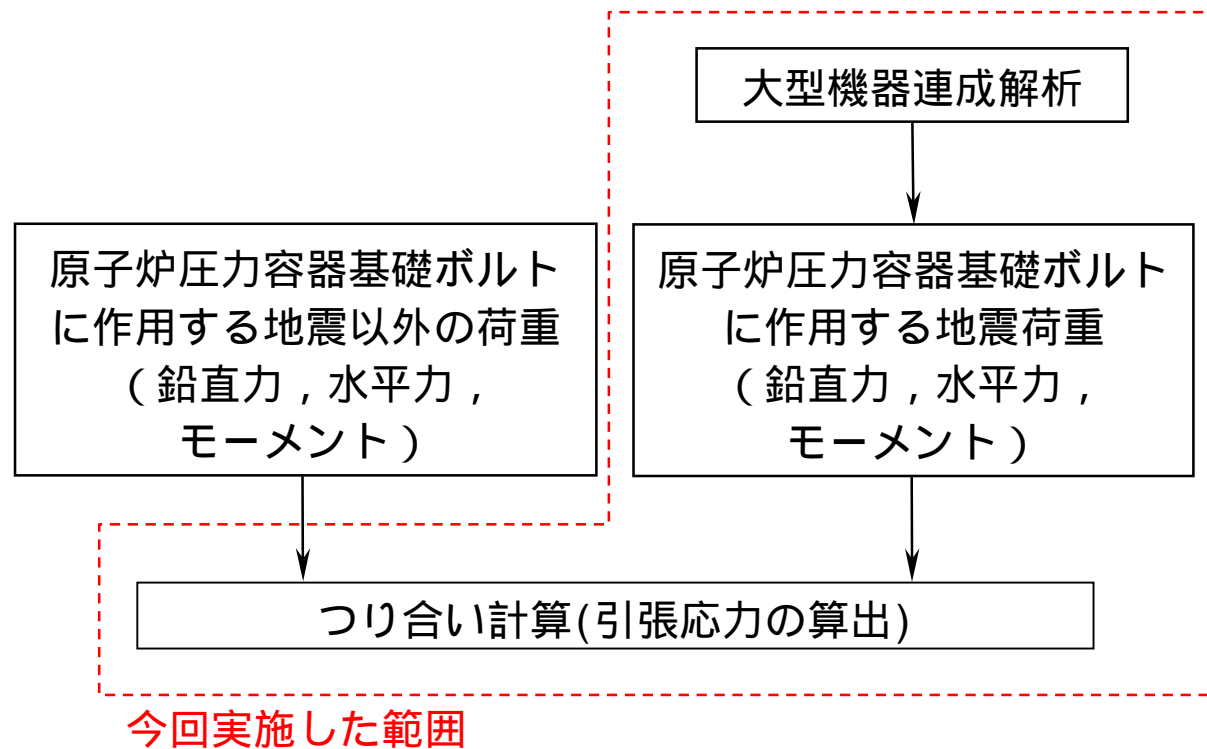 大型機器連成解析
原子炉圧力容器基礎ボルト
に作用する地震以外の荷重
（鉛直力，水平力，
モーメント）
原子炉圧力容器基礎ボルト
に作用する地震荷重
（鉛直力，水平力，
モーメント）
つり合い計算(引張応力の算出)
今回実施した範囲